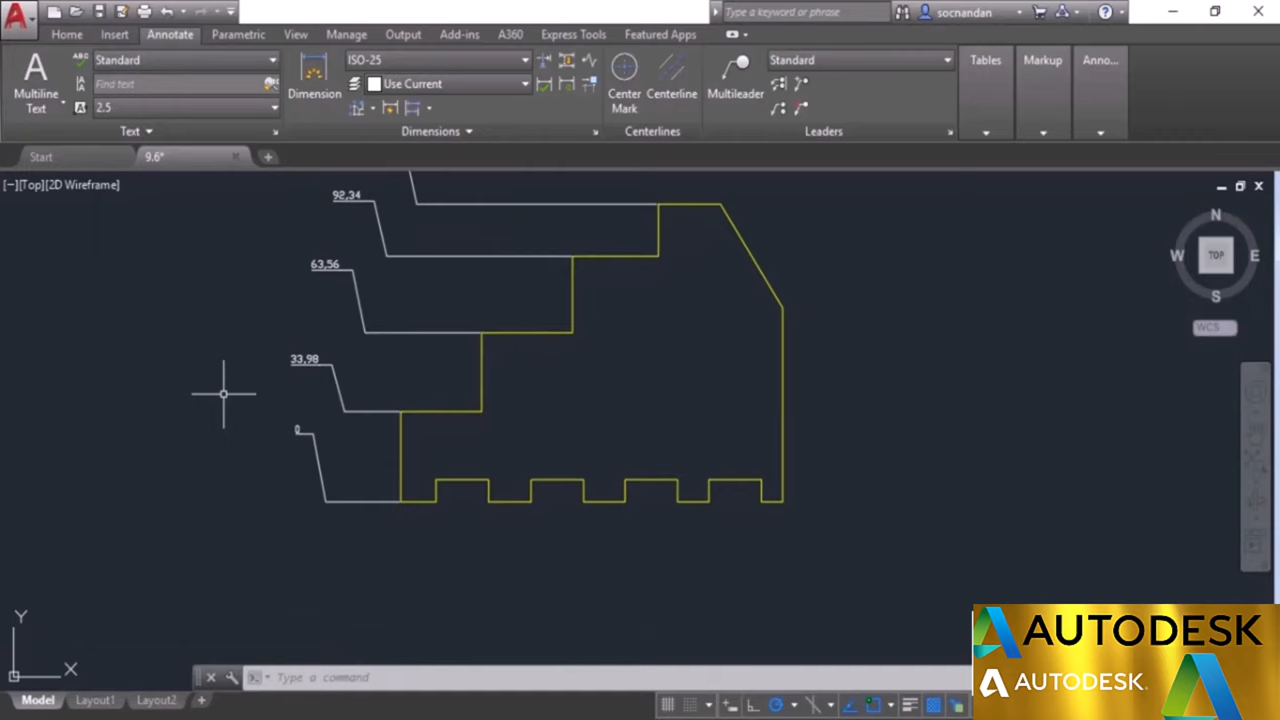 A
Type a keyword or phrase
socnandan
?
Home Insert Annotate Parametric View Manage Output Add-ins A360 Express Tools Featured Apps
Standard ISO-25 Standard
Find text Use Current
Multiline Text
ABC
A
2.5
Dimension
Center Mark
Centerline
Multileader
Tables
Markup
Anno...
Text Dimensions Centerlines Leaders
Start 9.6* +
[−][Top][2D Wireframe]
92,34
63,56
33,98
0
N
W TOP E
S
WCS
Y
X
Type a command
Model Layout1 Layout2 +
AUTODESK
AUTODESK.